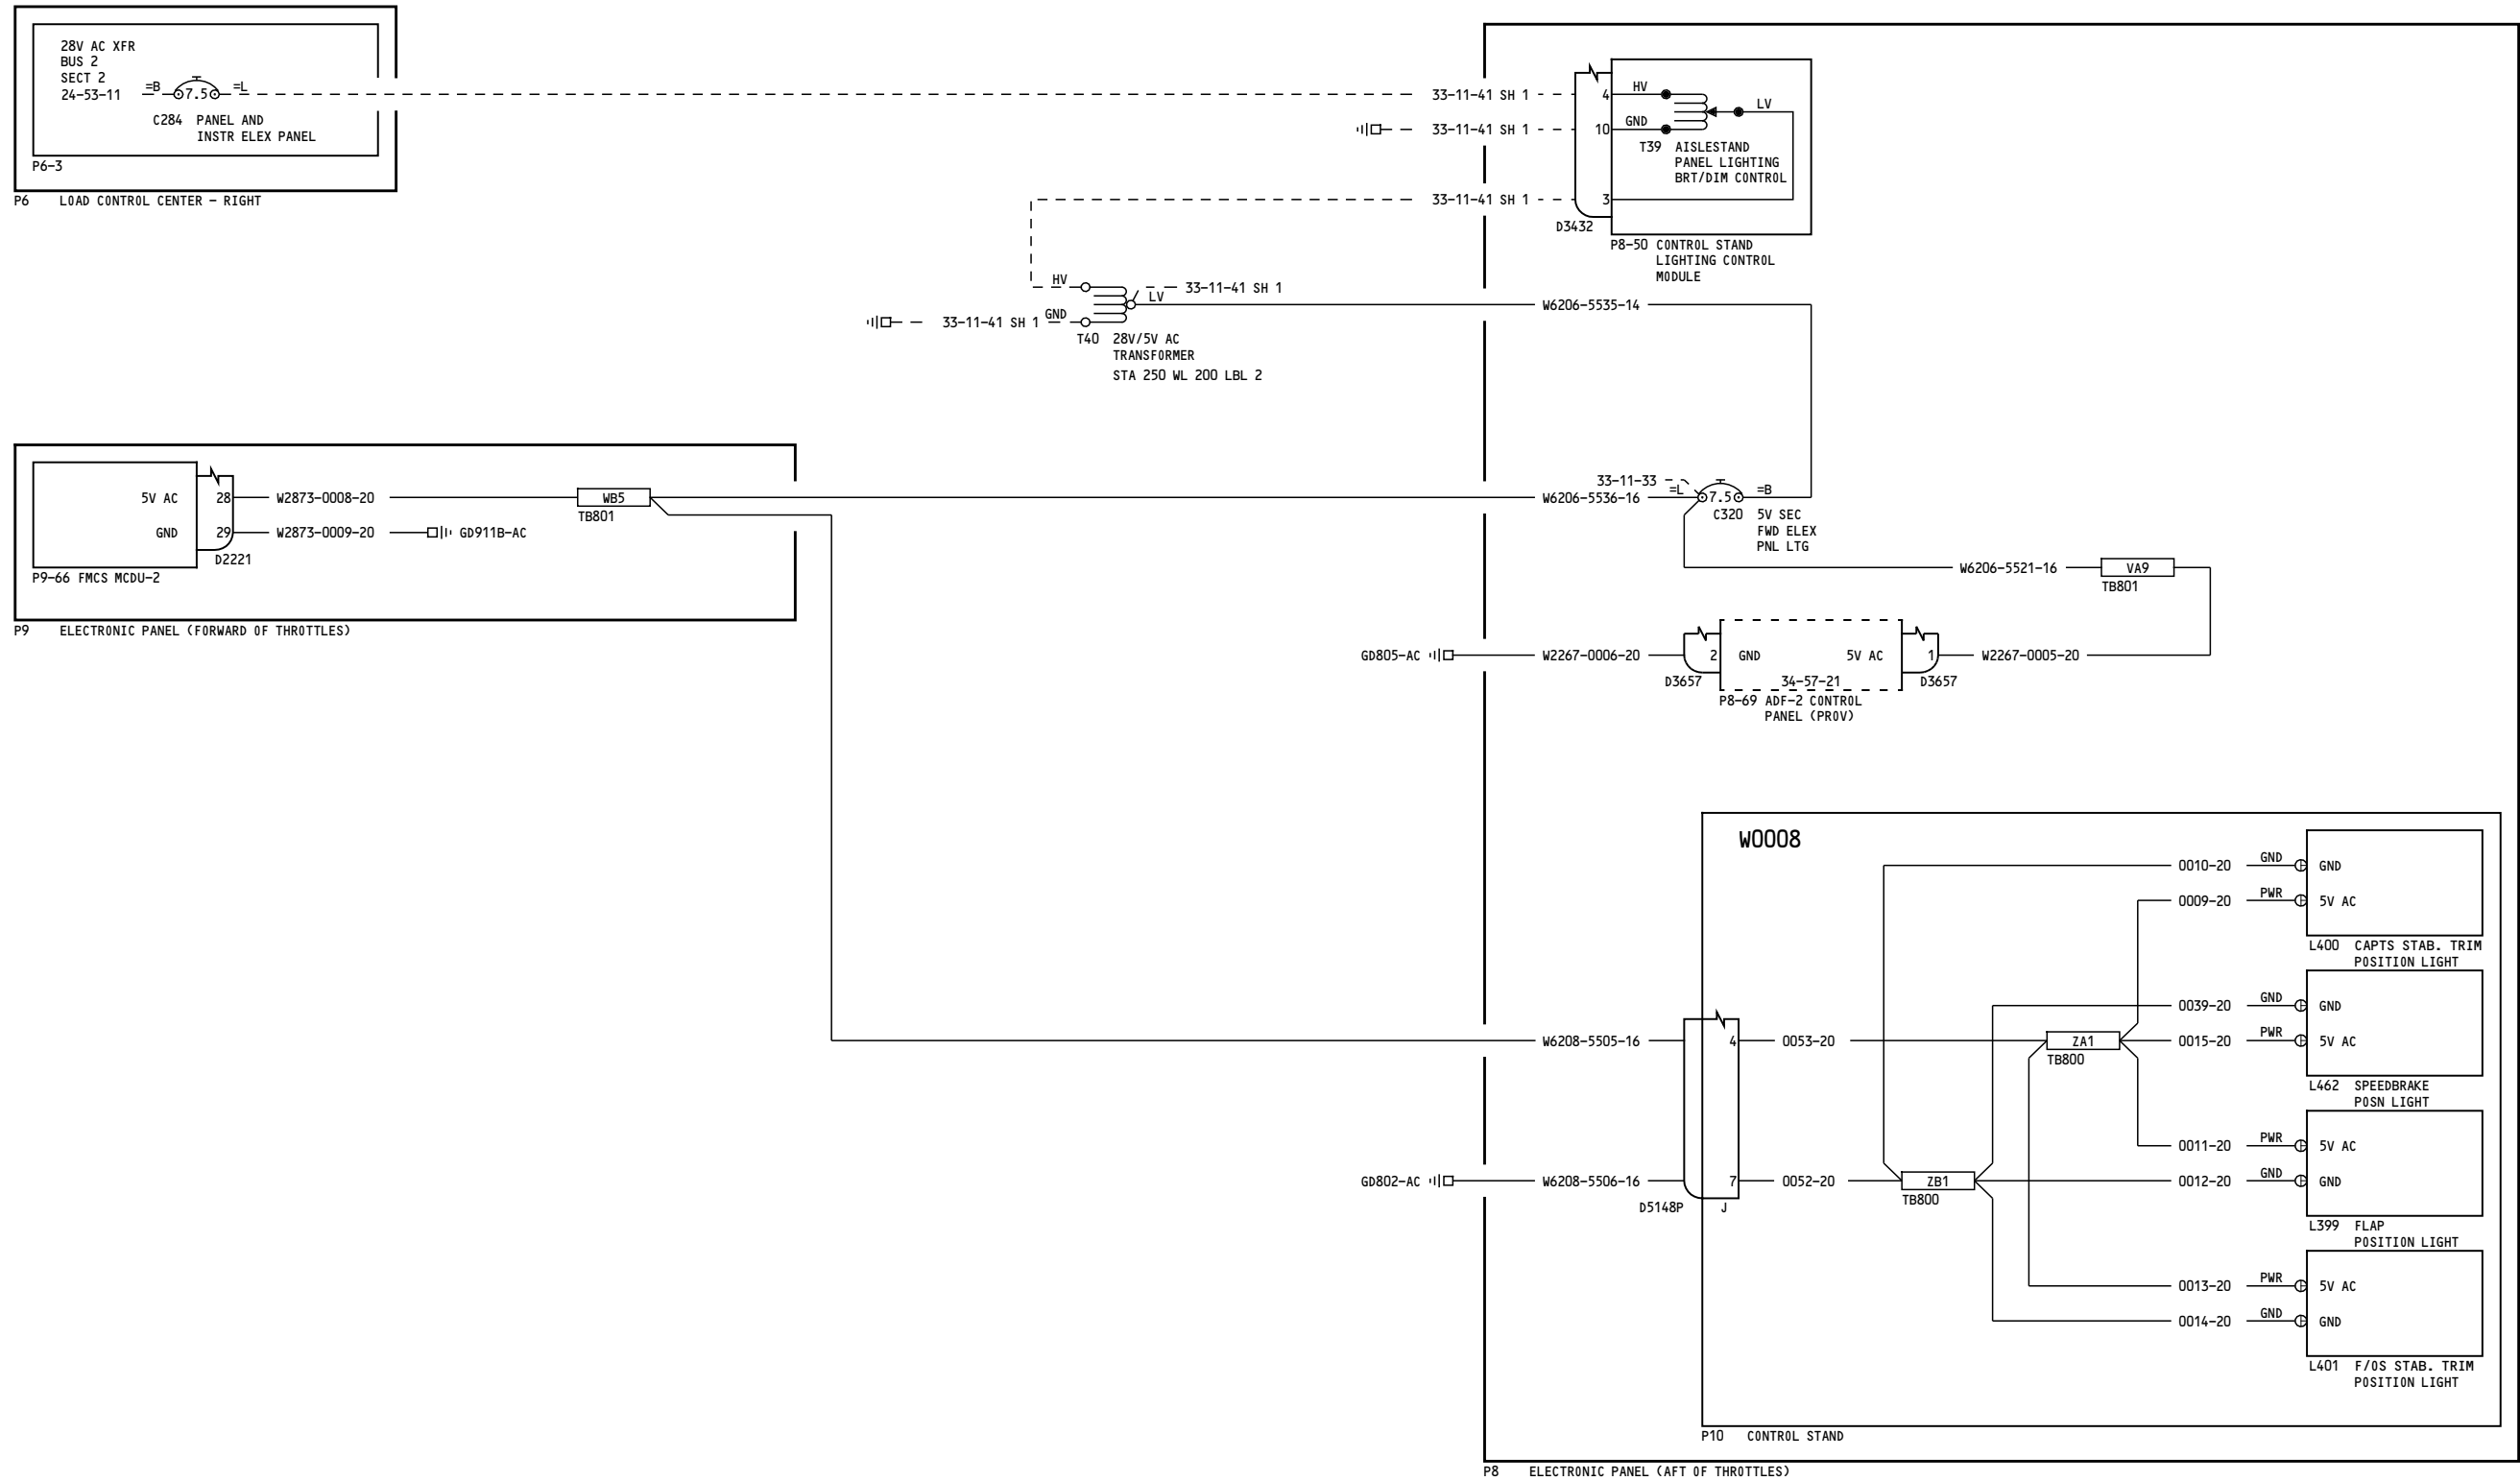 28V AC XFR
BUS 2
SECT 2
24-53-11
=B
7.5
=L
C284 PANEL AND
INSTR ELEX PANEL
P6-3
P6 LOAD CONTROL CENTER - RIGHT
33-11-41 SH 1
4
HV
LV
33-11-41 SH 1
10
GND
T39 AISLESTAND
PANEL LIGHTING
BRT/DIM CONTROL
33-11-41 SH 1
3
D3432
P8-50 CONTROL STAND
LIGHTING CONTROL
MODULE
HV
33-11-41 SH 1
LV
W6206-5535-14
33-11-41 SH 1
GND
T40 28V/5V AC
TRANSFORMER
STA 250 WL 200 LBL 2
5V AC
28
W2873-0008-20
WB5
TB801
GND
29
W2873-0009-20
GD911B-AC
D2221
P9-66 FMCS MCDU-2
P9 ELECTRONIC PANEL (FORWARD OF THROTTLES)
33-11-33
W6206-5536-16
=L
7.5
=B
C320 5V SEC
FWD ELEX
PNL LTG
W6206-5521-16
VA9
TB801
GD805-AC
W2267-0006-20
2
GND
5V AC
1
W2267-0005-20
D3657
34-57-21
D3657
P8-69 ADF-2 CONTROL
PANEL (PROV)
W0008
0010-20
GND
GND
0009-20
PWR
5V AC
L400 CAPTS STAB. TRIM
POSITION LIGHT
0039-20
GND
GND
W6208-5505-16
4
0053-20
ZA1
TB800
0015-20
PWR
5V AC
L462 SPEEDBRAKE
POSN LIGHT
0011-20
PWR
5V AC
GD802-AC
W6208-5506-16
7
0052-20
ZB1
TB800
0012-20
GND
GND
D5148P
J
L399 FLAP
POSITION LIGHT
0013-20
PWR
5V AC
0014-20
GND
GND
L401 F/OS STAB. TRIM
POSITION LIGHT
P10 CONTROL STAND
P8 ELECTRONIC PANEL (AFT OF THROTTLES)